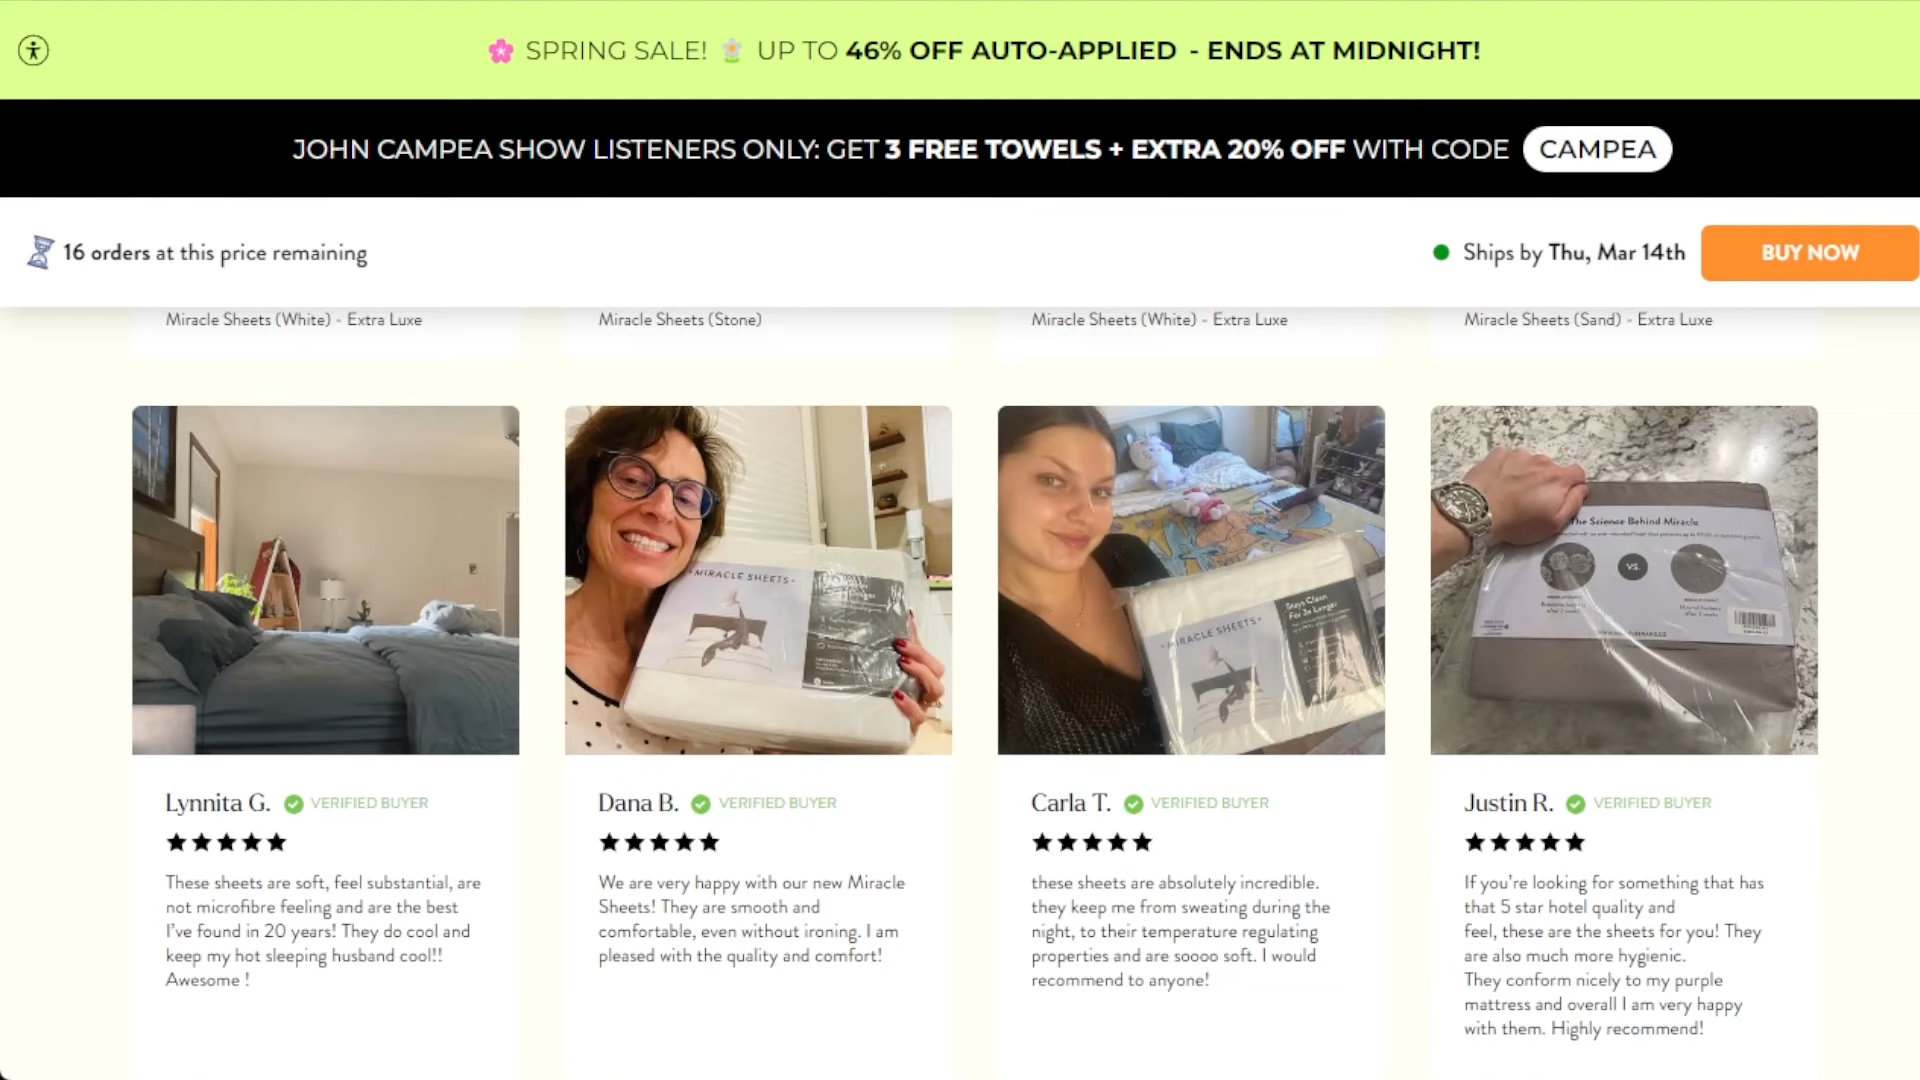 SPRING SALE! UP TO 46% OFF AUTO-APPLIED - ENDS AT MIDNIGHT!
JOHN CAMPEA SHOW LISTENERS ONLY: GET 3 FREE TOWELS + EXTRA 20% OFF WITH CODE CAMPEA
16 orders at this price remaining
Ships by Thu, Mar 14th
BUY NOW
Miracle Sheets (White) - Extra Luxe
Miracle Sheets (Stone)
Miracle Sheets (White) - Extra Luxe
Miracle Sheets (Sand) - Extra Luxe
MIRACLE SHEETS
MIRACLE SHEETS
Stays Clean
For 3x Longer
The Science Behind Miracle
VS.
Lynnita G. VERIFIED BUYER
These sheets are soft, feel substantial, are
not microfibre feeling and are the best
I've found in 20 years! They do cool and
keep my hot sleeping husband cool!!
Awesome !
Dana B. VERIFIED BUYER
We are very happy with our new Miracle
Sheets! They are smooth and
comfortable, even without ironing. I am
pleased with the quality and comfort!
Carla T. VERIFIED BUYER
these sheets are absolutely incredible.
they keep me from sweating during the
night, to their temperature regulating
properties and are soooo soft. I would
recommend to anyone!
Justin R. VERIFIED BUYER
If you're looking for something that has
that 5 star hotel quality and
feel, these are the sheets for you! They
are also much more hygienic.
They conform nicely to my purple
mattress and overall I am very happy
with them. Highly recommend!